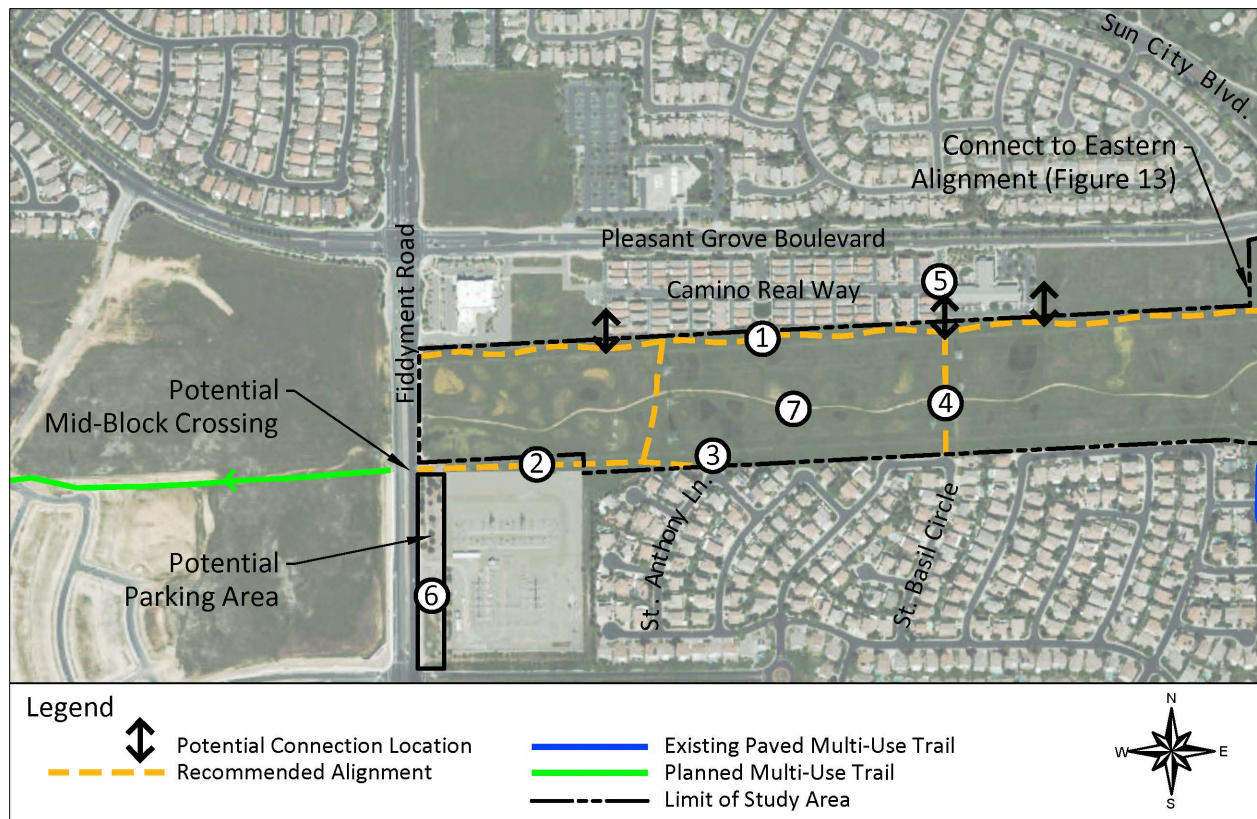 Sun City Blvd.
Connect to Eastern
Alignment (Figure 13)
Pleasant Grove Boulevard
Fiddyment Road
5
Camino Real Way
1
Potential
Mid-Block Crossing
7
4
2
3
St. Anthony Ln.
St. Basil Circle
Potential
Parking Area
6
Legend
Potential Connection Location
Recommended Alignment
Existing Paved Multi-Use Trail
Planned Multi-Use Trail
Limit of Study Area
N
W
E
S